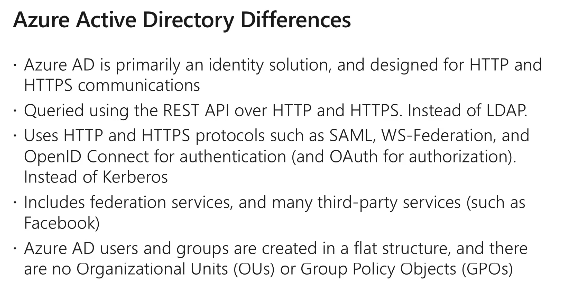 Azure Active Directory Differences
· Azure AD is primarily an identity solution, and designed for HTTP and
HTTPS communications
· Queried using the REST API over HTTP and HTTPS. Instead of LDAP.
· Uses HTTP and HTTPS protocols such as SAML, WS-Federation, and
OpenID Connect for authentication (and OAuth for authorization).
Instead of Kerberos
· Includes federation services, and many third-party services (such as
Facebook)
· Azure AD users and groups are created in a flat structure, and there
are no Organizational Units (OUs) or Group Policy Objects (GPOs)